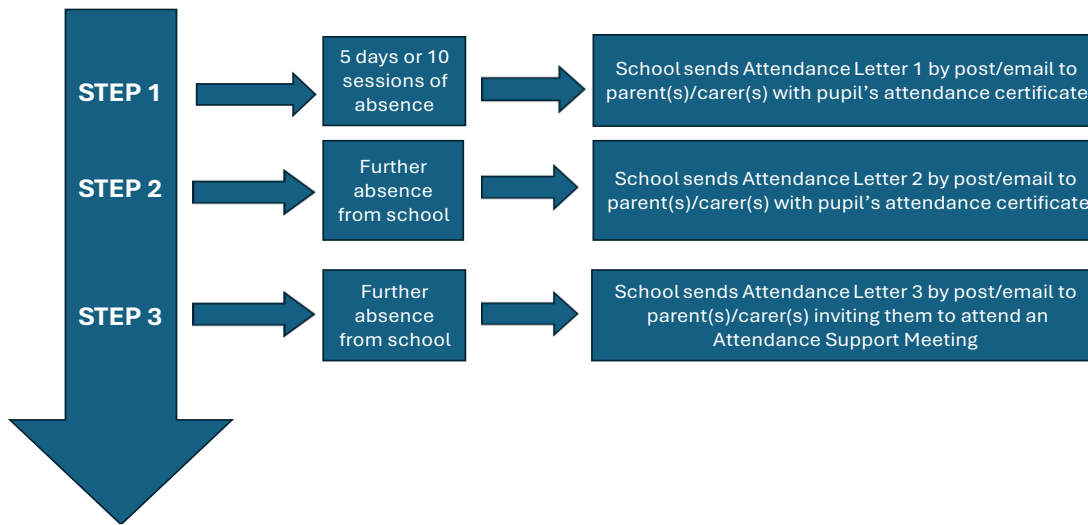 STEP 1
5 days or 10
sessions of
absence
School sends Attendance Letter 1 by post/email to
parent(s)/carer(s) with pupil's attendance certificate
STEP 2
Further
absence
from school
School sends Attendance Letter 2 by post/email to
parent(s)/carer(s) with pupil's attendance certificate
STEP 3
Further
absence
from school
School sends Attendance Letter 3 by post/email to
parent(s)/carer(s) inviting them to attend an
Attendance Support Meeting